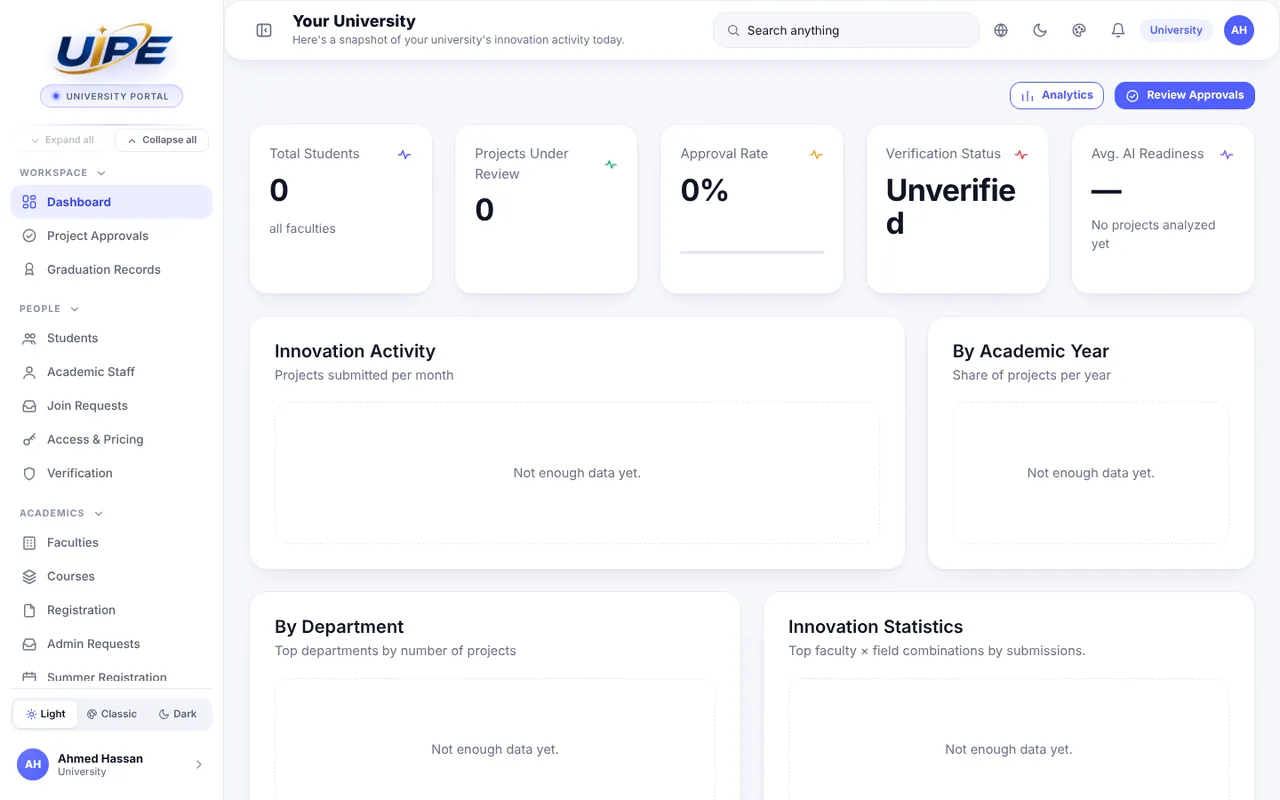 UIPE
UNIVERSITY PORTAL
Expand all
Collapse all
WORKSPACE
Dashboard
Project Approvals
Graduation Records
PEOPLE
Students
Academic Staff
Join Requests
Access & Pricing
Verification
ACADEMICS
Faculties
Courses
Registration
Admin Requests
Summer Registration
Light
Classic
Dark
AH
Ahmed Hassan
University
Your University
Here's a snapshot of your university's innovation activity today.
Search anything
University
AH
Analytics
Review Approvals
Total Students
0
all faculties
Projects Under
Review
0
Approval Rate
0%
Verification Status
Unverifie
d
Avg. AI Readiness
—
No projects analyzed
yet
Innovation Activity
Projects submitted per month
Not enough data yet.
By Academic Year
Share of projects per year
Not enough data yet.
By Department
Top departments by number of projects
Not enough data yet.
Innovation Statistics
Top faculty × field combinations by submissions.
Not enough data yet.